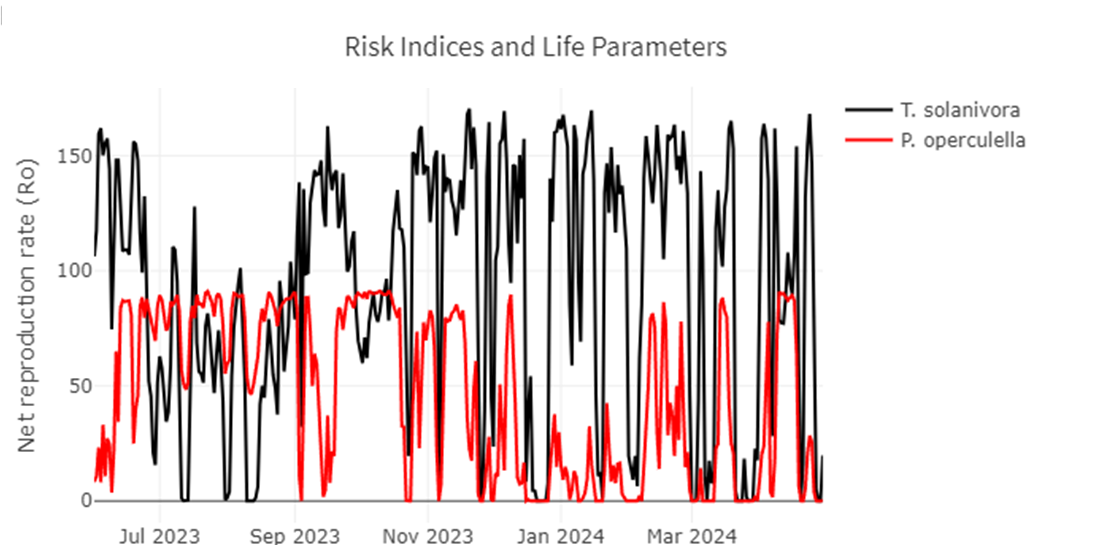 Risk Indices and Life Parameters
T. solanivora
P. operculella
Net reproduction rate (Ro)
150
100
50
0
Jul 2023 Sep 2023 Nov 2023 Jan 2024 Mar 2024